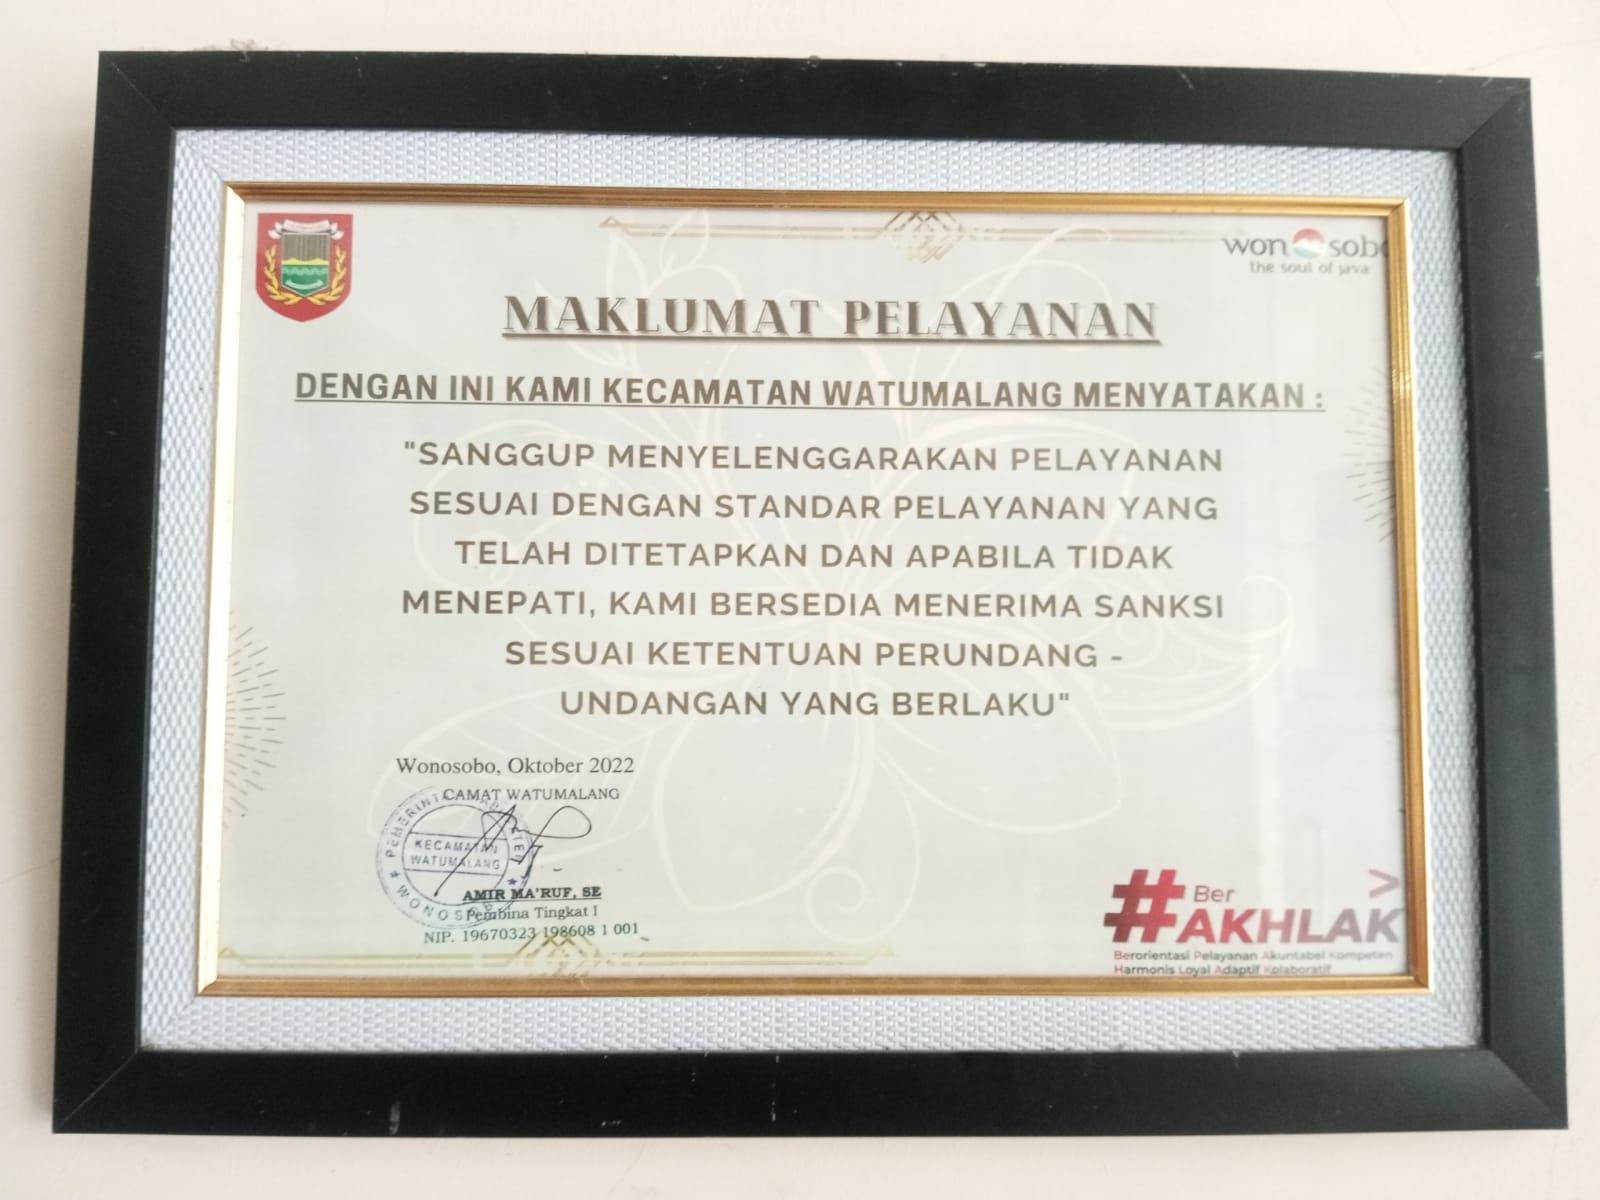 won sobo
the soul of java
MAKLUMAT PELAYANAN
DENGAN INI KAMI KECAMATAN WATUMALANG MENYATAKAN :
"SANGGUP MENYELENGGARAKAN PELAYANAN
SESUAI DENGAN STANDAR PELAYANAN YANG
TELAH DITETAPKAN DAN APABILA TIDAK
MENEPATI, KAMI BERSEDIA MENERIMA SANKSI
SESUAI KETENTUAN PERUNDANG -
UNDANGAN YANG BERLAKU"
Wonosobo, Oktober 2022
CAMAT WATUMALANG
KECAMATAN
WATUMALANG
AMIR MA'RUF, SE
Pembina Tingkat I
NIP. 19670323 198608 1 001
#Ber
AKHLAK
Berorientasi Pelayanan Akuntabel Kompeten
Harmonis Loyal Adaptif Kolaboratif